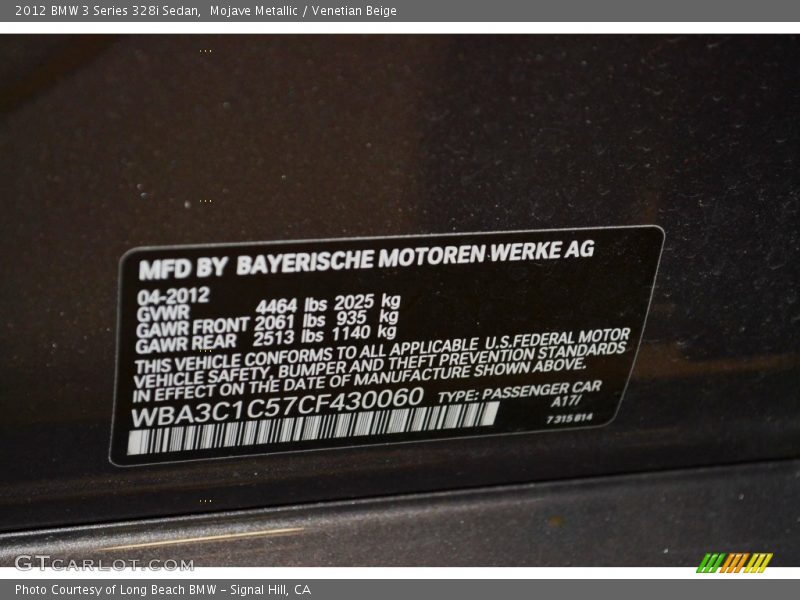 2012 BMW 3 Series 328i Sedan, Mojave Metallic / Venetian Beige
MFD BY BAYERISCHE MOTOREN WERKE AG
04-2012
GVWR 4464 lbs 2025 kg
GAWR FRONT 2061 lbs 935 kg
GAWR REAR 2513 lbs 1140 kg
THIS VEHICLE CONFORMS TO ALL APPLICABLE U.S.FEDERAL MOTOR
VEHICLE SAFETY, BUMPER AND THEFT PREVENTION STANDARDS
IN EFFECT ON THE DATE OF MANUFACTURE SHOWN ABOVE.
WBA3C1C57CF430060 TYPE: PASSENGER CAR
A17/
7 315 814
GTCARLOT.COM
Photo Courtesy of Long Beach BMW - Signal Hill, CA